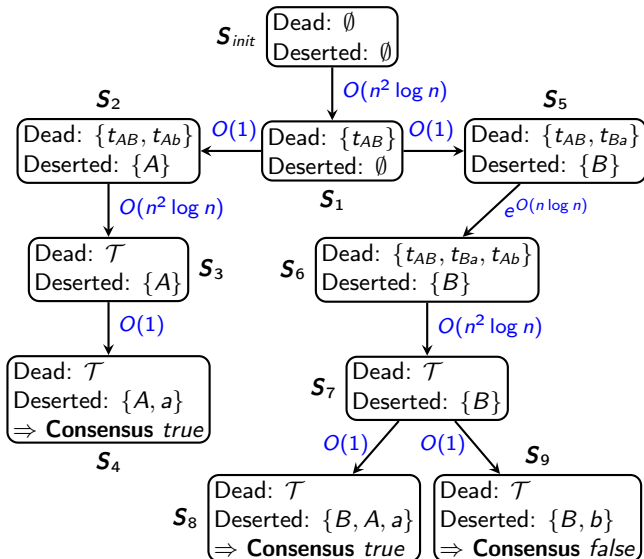 S_init
Dead: ∅
Deserted: ∅
O(n² log n)
S₂
Dead: {t_AB, t_Ab}
Deserted: {A}
O(1)
Dead: {t_AB}
Deserted: ∅
S₁
O(1)
S₅
Dead: {t_AB, t_Ba}
Deserted: {B}
O(n² log n)
e^O(n log n)
Dead: 𝒯
Deserted: {A}
S₃
S₆
Dead: {t_AB, t_Ba, t_Ab}
Deserted: {B}
O(1)
O(n² log n)
Dead: 𝒯
Deserted: {A, a}
⇒ Consensus true
S₄
S₇
Dead: 𝒯
Deserted: {B}
O(1)
O(1)
S₈
Dead: 𝒯
Deserted: {B, A, a}
⇒ Consensus true
S₉
Dead: 𝒯
Deserted: {B, b}
⇒ Consensus false